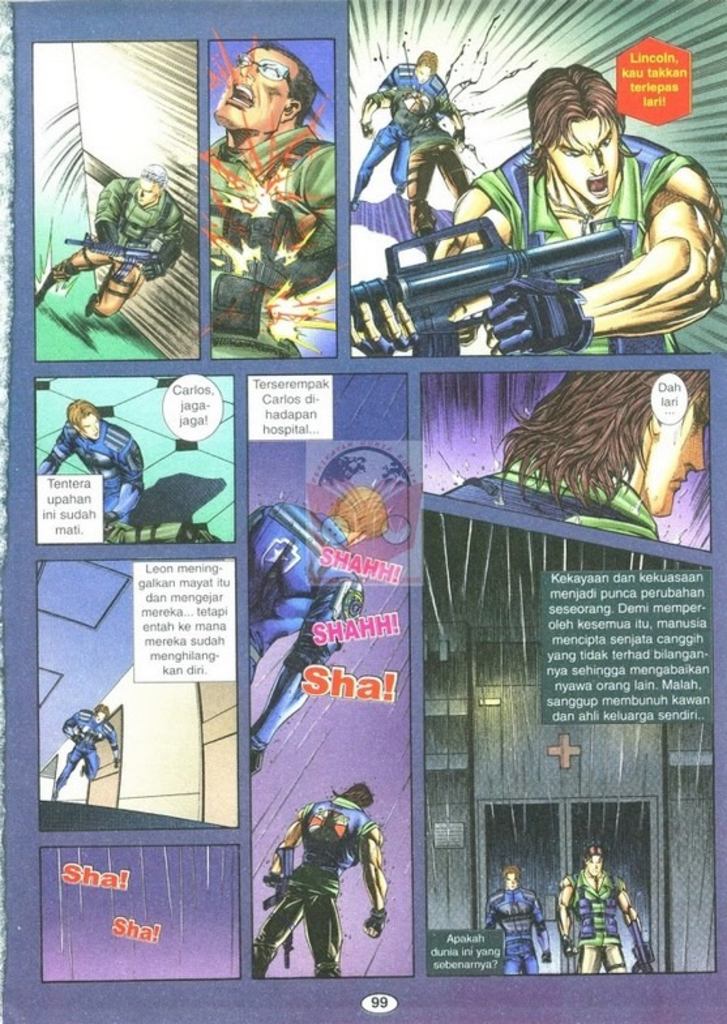 Lincoln,
kau takkan
terlepas
lari!
Carlos,
jaga-
jaga!
Tentera
upahan
ini sudah
mati.
Terserempak
Carlos di-
hadapan
hospital...
Dah
lari
...
SHAHH!
SHAHH!
Sha!
Leon mening-
galkan mayat itu
dan mengejar
mereka... tetapi
entah ke mana
mereka sudah
menghilang-
kan diri.
Kekayaan dan kekuasaan
menjadi punca perubahan
seseorang. Demi memper-
oleh kesemua itu, manusia
mencipta senjata canggih
yang tidak terhad bilangan-
nya sehingga mengabaikan
nyawa orang lain. Malah,
sanggup membunuh kawan
dan ahli keluarga sendiri..
Sha!
Sha!
Apakah
dunia ini yang
sebenarnya?
99